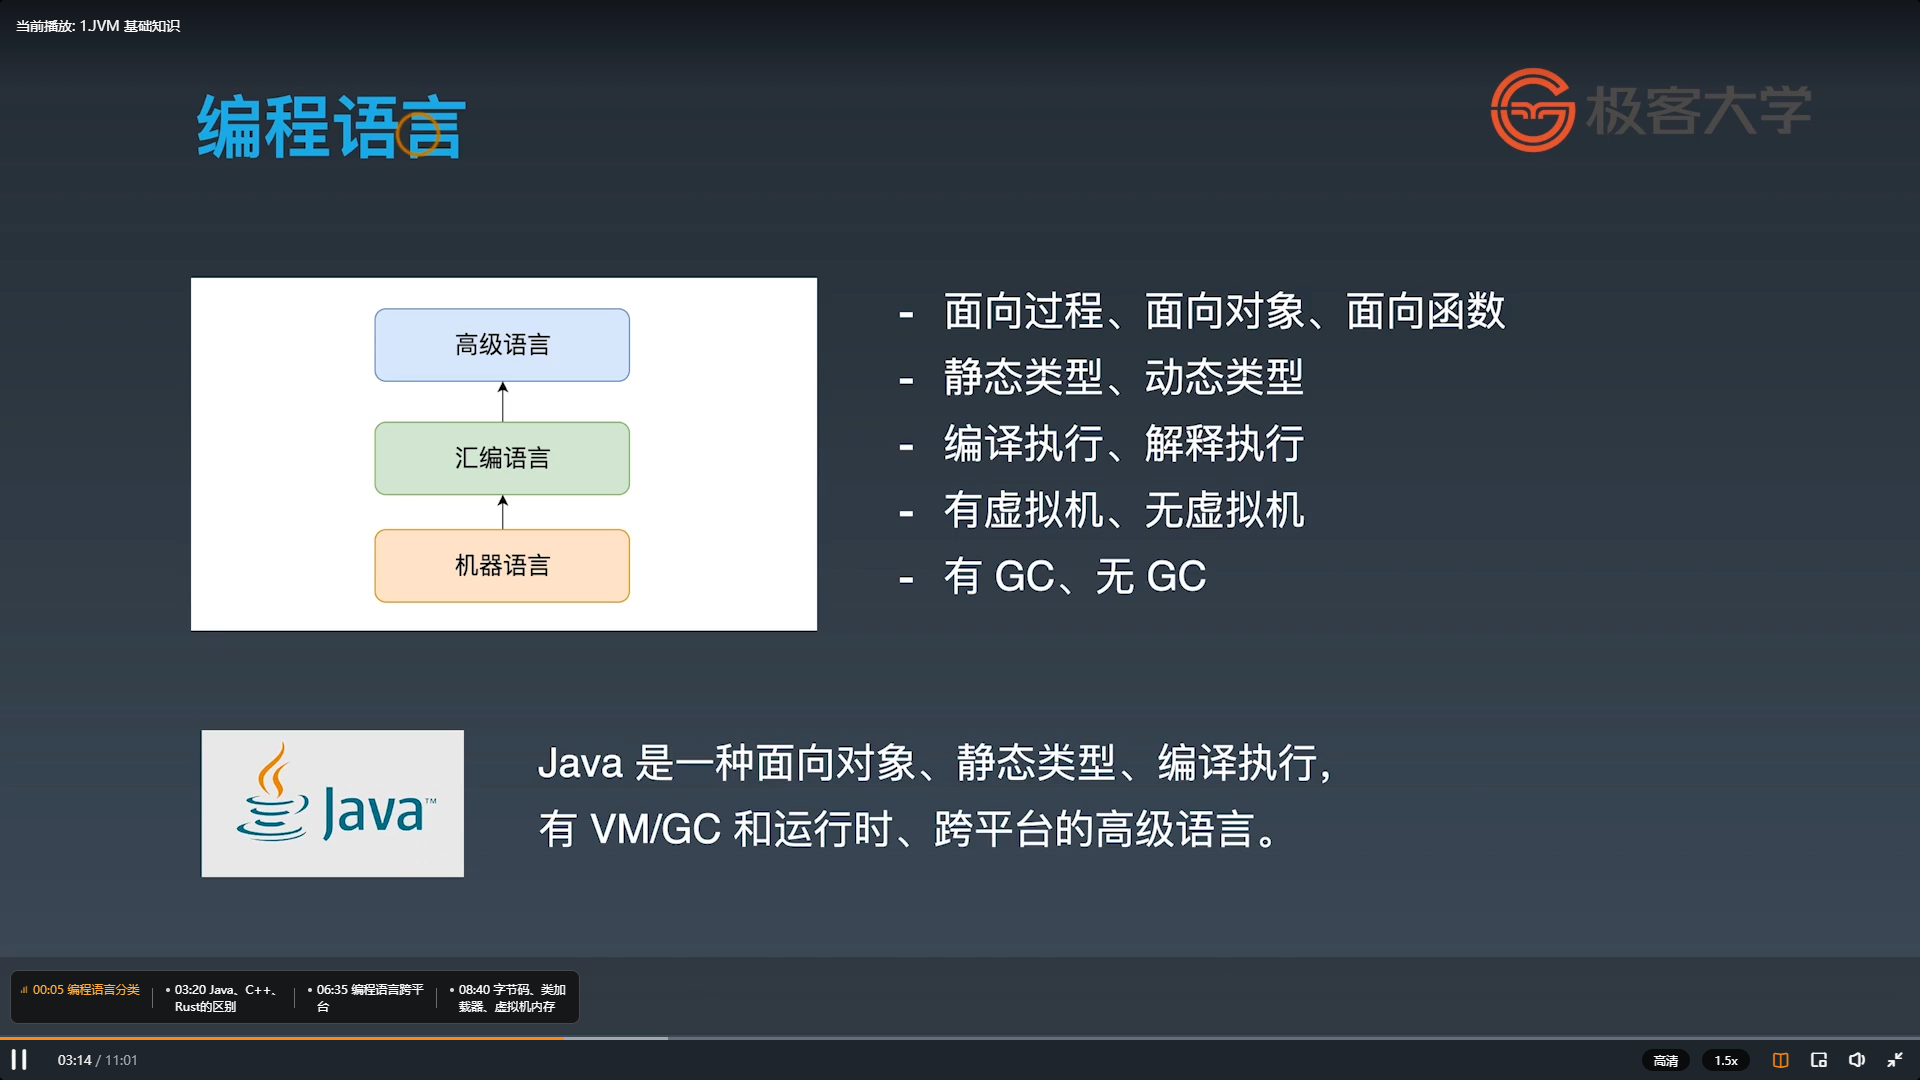 当前播放: 1.JVM 基础知识
编程语言
极客大学
高级语言
汇编语言
机器语言
- 面向过程、面向对象、面向函数
- 静态类型、动态类型
- 编译执行、解释执行
- 有虚拟机、无虚拟机
- 有 GC、无 GC
Java™
Java 是一种面向对象、静态类型、编译执行,
有 VM/GC 和运行时、跨平台的高级语言。
00:05 编程语言分类
• 03:20 Java、C++、
Rust的区别
• 06:35 编程语言跨平
台
• 08:40 字节码、类加
载器、虚拟机内存
03:14 / 11:01
高清
1.5x